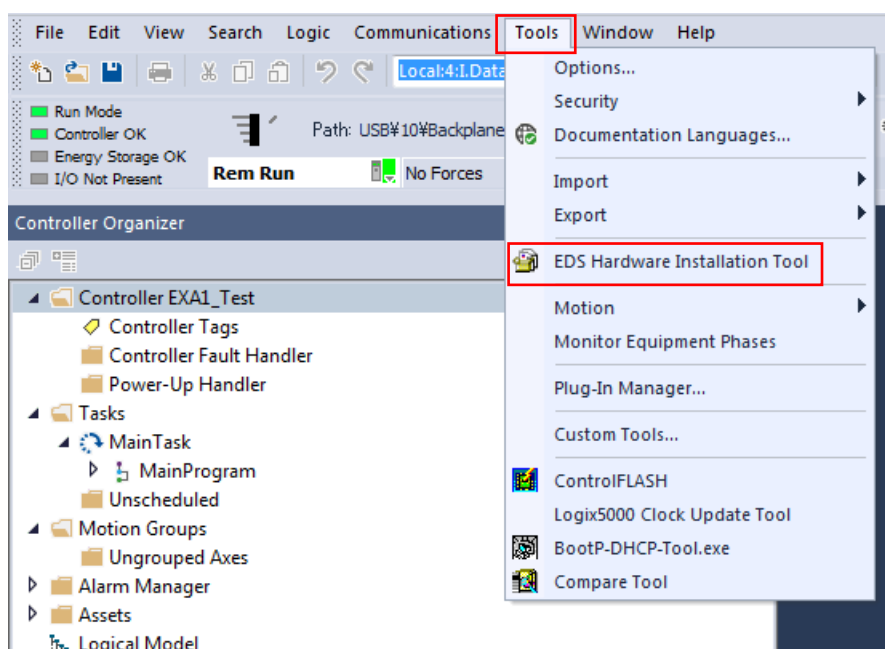 File Edit View Search Logic Communications Tools Window Help
Local:4:I.Data
Run Mode
Controller OK
Energy Storage OK
I/O Not Present
Path: USB¥10¥Backplane
Rem Run
No Forces
Controller Organizer
Controller EXA1_Test
Controller Tags
Controller Fault Handler
Power-Up Handler
Tasks
MainTask
MainProgram
Unscheduled
Motion Groups
Ungrouped Axes
Alarm Manager
Assets
Logical Model
Options...
Security
Documentation Languages...
Import
Export
EDS Hardware Installation Tool
Motion
Monitor Equipment Phases
Plug-In Manager...
Custom Tools...
ControlFLASH
Logix5000 Clock Update Tool
BootP-DHCP-Tool.exe
Compare Tool